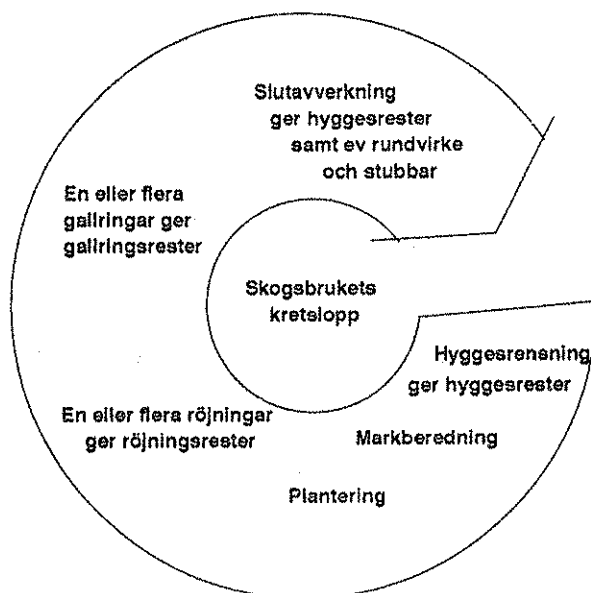 Slutavverkning
ger hyggesrester
samt ev rundvirke
och stubbar
En eller flera
gallringar ger
gallringsrester
Skogsbrukets
kretslopp
Hyggesrensning
ger hyggesrester
En eller flera röjningar
ger röjningsrester
Markberedning
Plantering